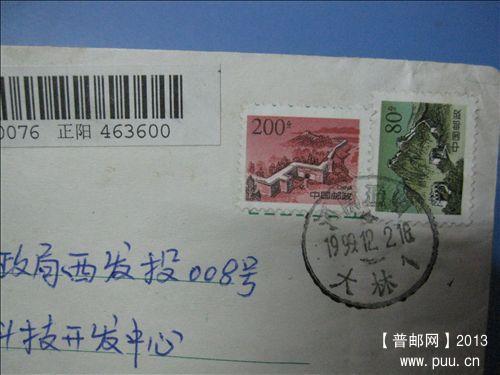 0076 正阳 463600
200分
中国邮政
80分
中国邮政
1999.12.2.18
大林
政局西发投008号
科技开发中心
【普邮网】2013
www.puu.cn